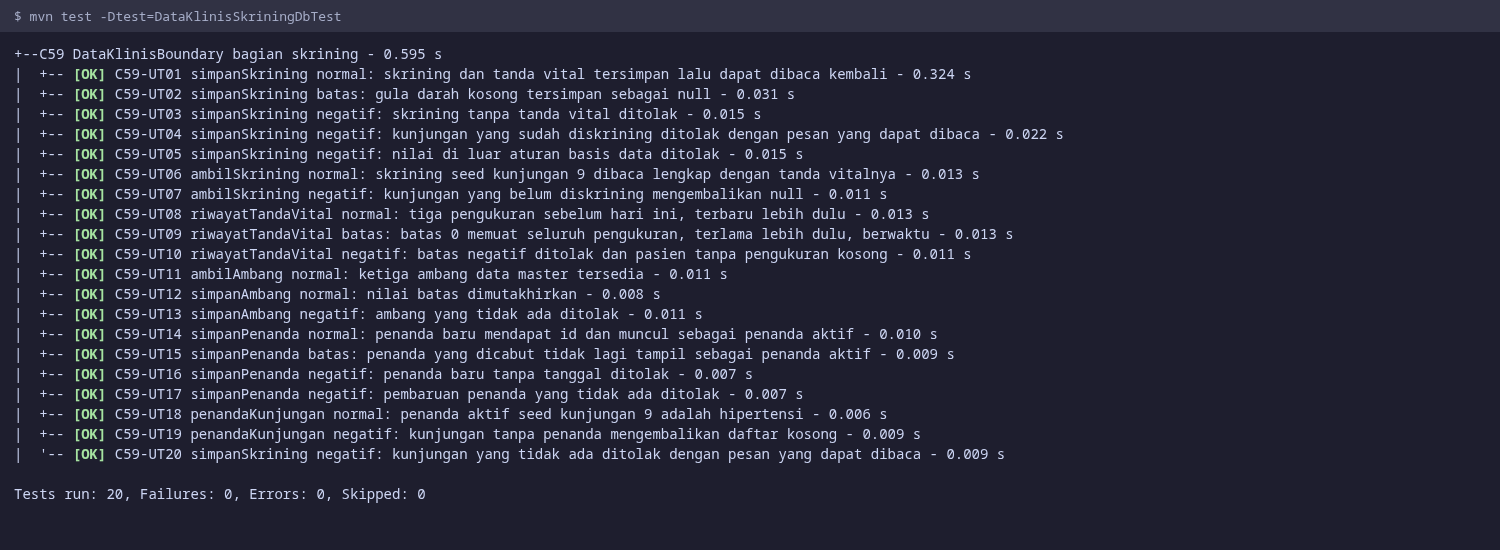 $ mvn test -Dtest=DataKlinisSkriningDbTest
+--C59 DataKlinisBoundary bagian skrining - 0.595 s
|  +-- [OK] C59-UT01 simpanSkrining normal: skrining dan tanda vital tersimpan lalu dapat dibaca kembali - 0.324 s
|  +-- [OK] C59-UT02 simpanSkrining batas: gula darah kosong tersimpan sebagai null - 0.031 s
|  +-- [OK] C59-UT03 simpanSkrining negatif: skrining tanpa tanda vital ditolak - 0.015 s
|  +-- [OK] C59-UT04 simpanSkrining negatif: kunjungan yang sudah diskrining ditolak dengan pesan yang dapat dibaca - 0.022 s
|  +-- [OK] C59-UT05 simpanSkrining negatif: nilai di luar aturan basis data ditolak - 0.015 s
|  +-- [OK] C59-UT06 ambilSkrining normal: skrining seed kunjungan 9 dibaca lengkap dengan tanda vitalnya - 0.013 s
|  +-- [OK] C59-UT07 ambilSkrining negatif: kunjungan yang belum diskrining mengembalikan null - 0.011 s
|  +-- [OK] C59-UT08 riwayatTandaVital normal: tiga pengukuran sebelum hari ini, terbaru lebih dulu - 0.013 s
|  +-- [OK] C59-UT09 riwayatTandaVital batas: batas 0 memuat seluruh pengukuran, terlama lebih dulu, berwaktu - 0.013 s
|  +-- [OK] C59-UT10 riwayatTandaVital negatif: batas negatif ditolak dan pasien tanpa pengukuran kosong - 0.011 s
|  +-- [OK] C59-UT11 ambilAmbang normal: ketiga ambang data master tersedia - 0.011 s
|  +-- [OK] C59-UT12 simpanAmbang normal: nilai batas dimutakhirkan - 0.008 s
|  +-- [OK] C59-UT13 simpanAmbang negatif: ambang yang tidak ada ditolak - 0.011 s
|  +-- [OK] C59-UT14 simpanPenanda normal: penanda baru mendapat id dan muncul sebagai penanda aktif - 0.010 s
|  +-- [OK] C59-UT15 simpanPenanda batas: penanda yang dicabut tidak lagi tampil sebagai penanda aktif - 0.009 s
|  +-- [OK] C59-UT16 simpanPenanda negatif: penanda baru tanpa tanggal ditolak - 0.007 s
|  +-- [OK] C59-UT17 simpanPenanda negatif: pembaruan penanda yang tidak ada ditolak - 0.007 s
|  +-- [OK] C59-UT18 penandaKunjungan normal: penanda aktif seed kunjungan 9 adalah hipertensi - 0.006 s
|  +-- [OK] C59-UT19 penandaKunjungan negatif: kunjungan tanpa penanda mengembalikan daftar kosong - 0.009 s
|  '-- [OK] C59-UT20 simpanSkrining negatif: kunjungan yang tidak ada ditolak dengan pesan yang dapat dibaca - 0.009 s
Tests run: 20, Failures: 0, Errors: 0, Skipped: 0